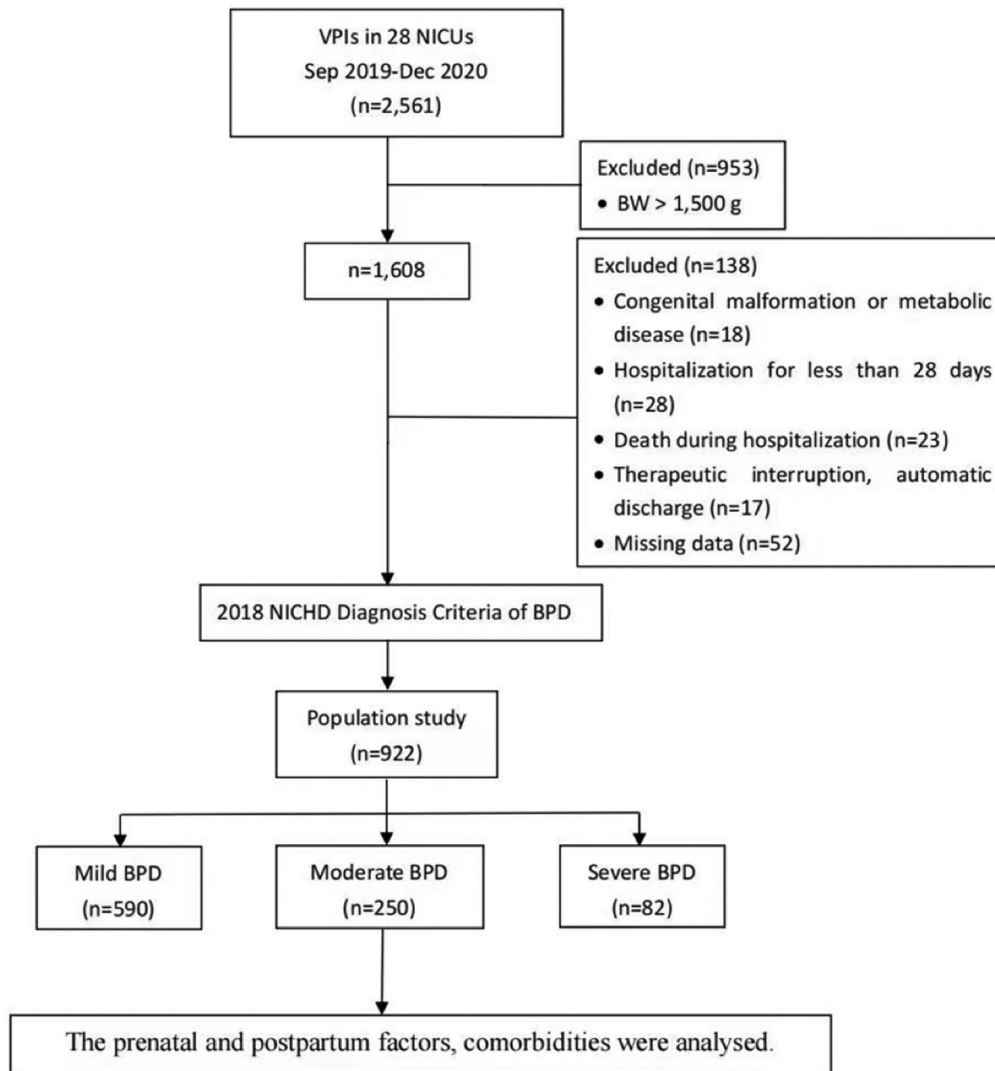 VPIs in 28 NICUs
Sep 2019-Dec 2020
(n=2,561)
Excluded (n=953)
• BW > 1,500 g
n=1,608
Excluded (n=138)
• Congenital malformation or metabolic
disease (n=18)
• Hospitalization for less than 28 days
(n=28)
• Death during hospitalization (n=23)
• Therapeutic interruption, automatic
discharge (n=17)
• Missing data (n=52)
2018 NICHD Diagnosis Criteria of BPD
Population study
(n=922)
Mild BPD
(n=590)
Moderate BPD
(n=250)
Severe BPD
(n=82)
The prenatal and postpartum factors, comorbidities were analysed.